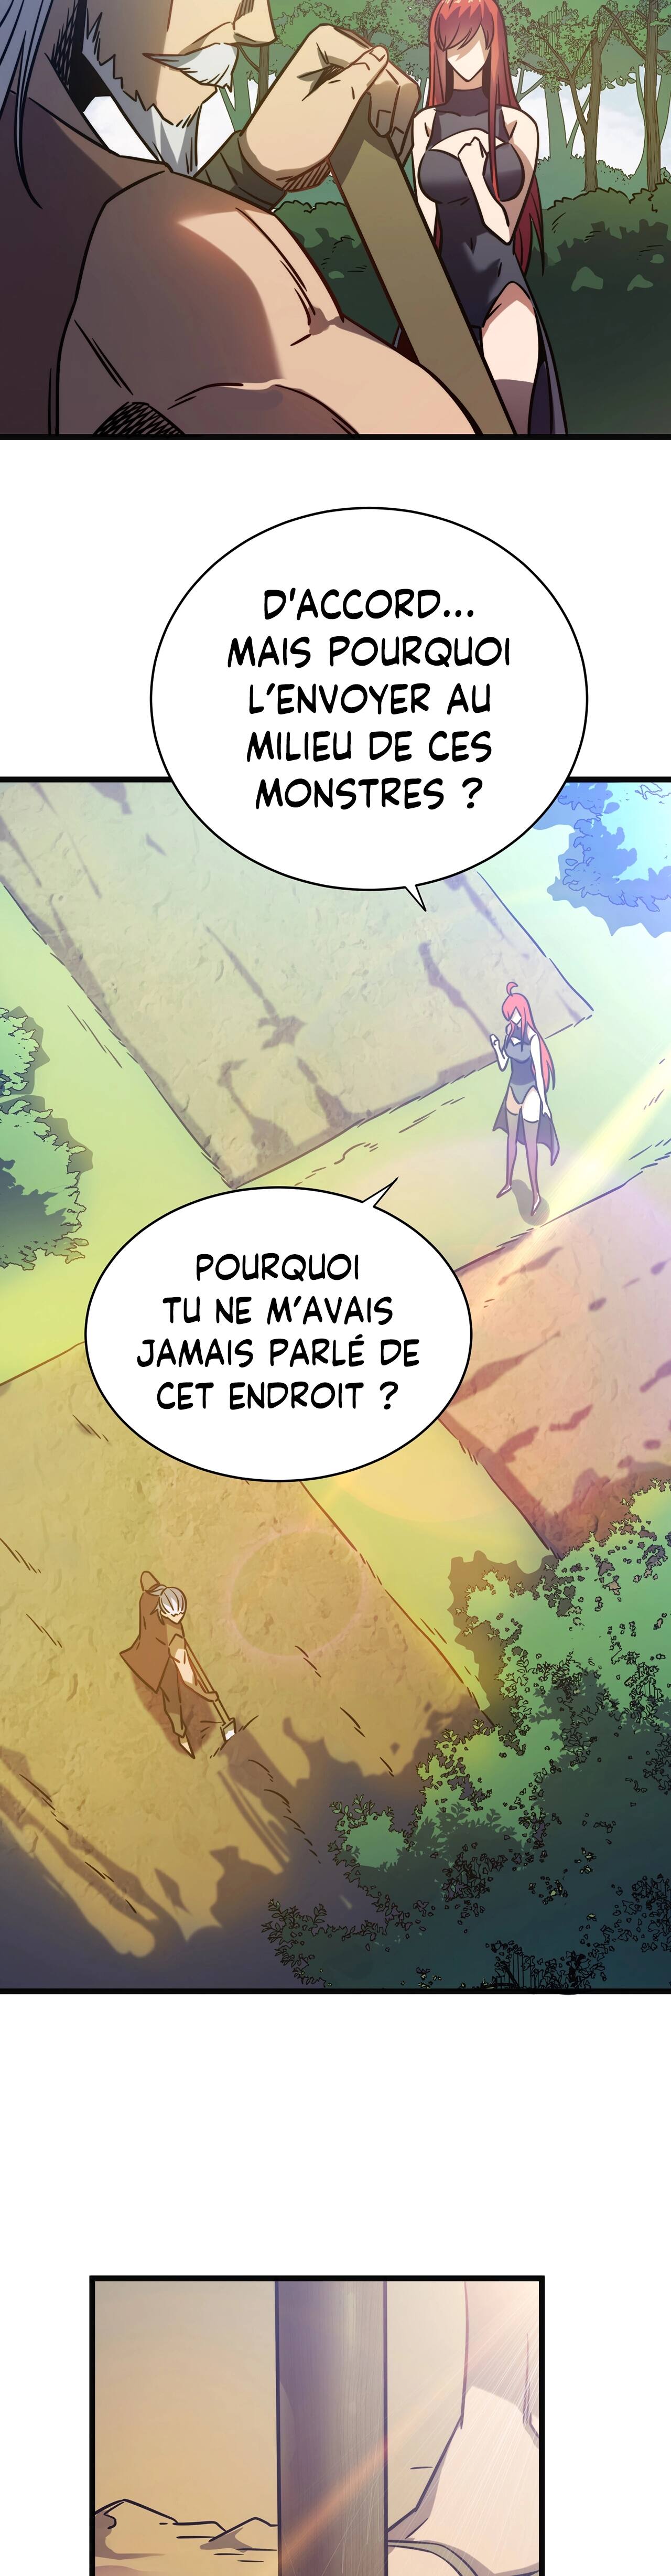 D'ACCORD...
MAIS POURQUOI
L'ENVOYER AU
MILIEU DE CES
MONSTRES ?
POURQUOI
TU NE M'AVAIS
JAMAIS PARLÉ DE
CET ENDROIT ?